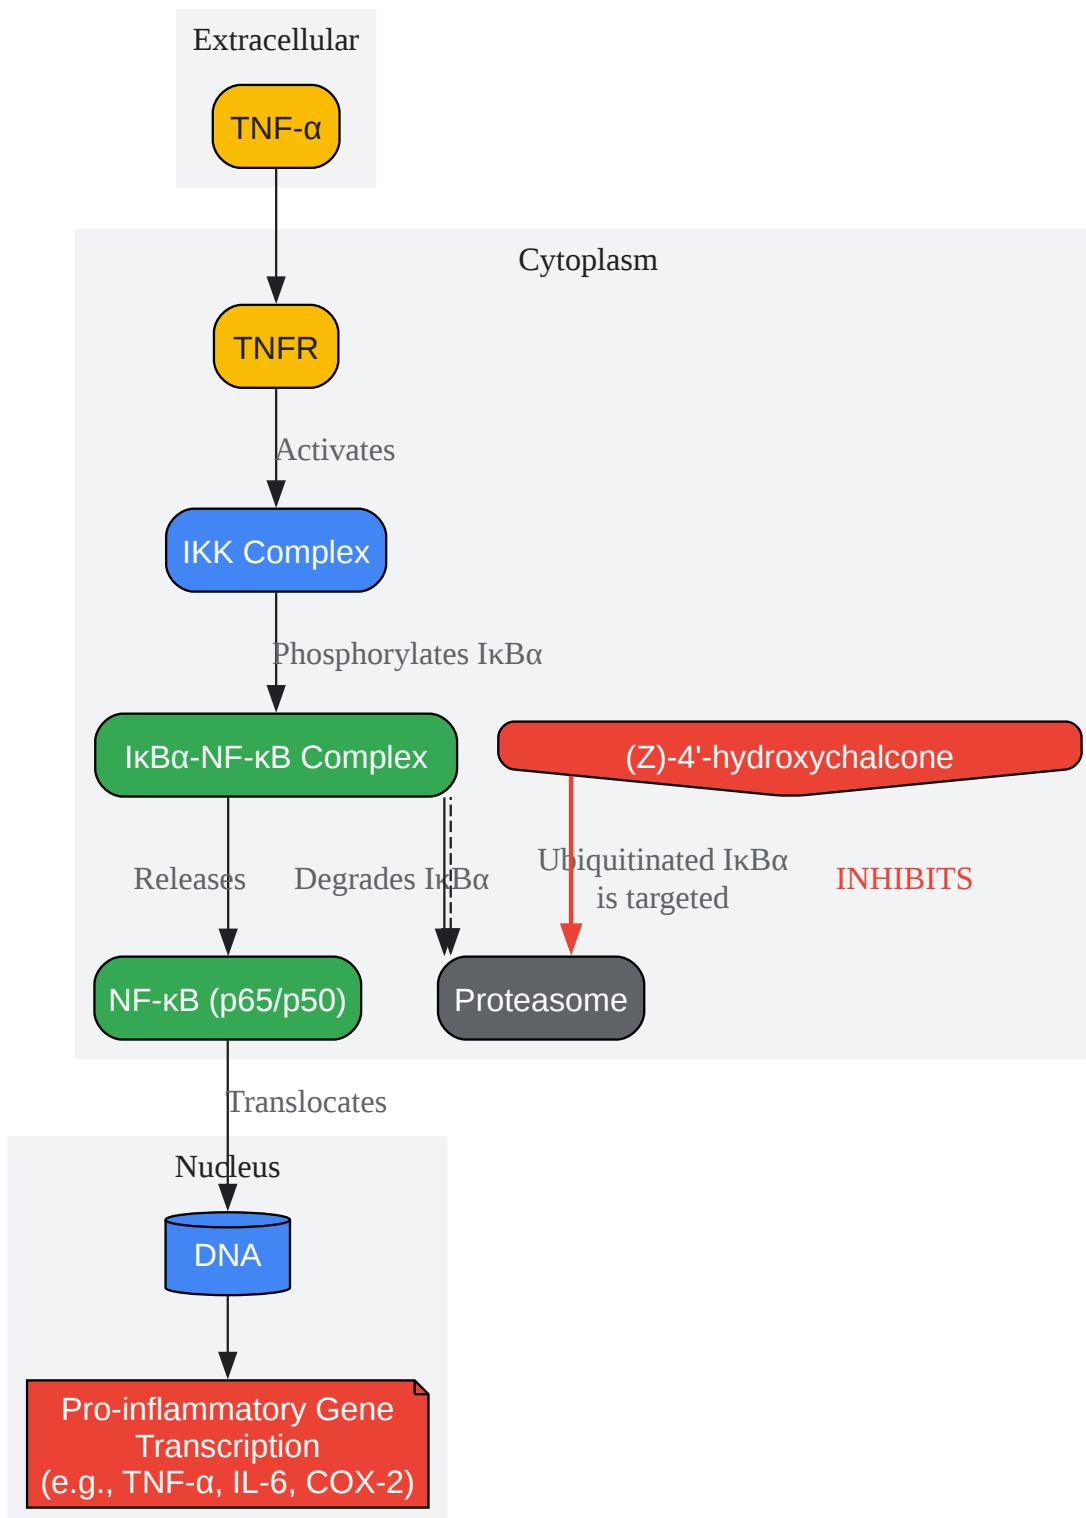 Extracellular
TNF-α
Cytoplasm
TNFR
Activates
IKK Complex
Phosphorylates IκBα
IκBα-NF-κB Complex
(Z)-4'-hydroxychalcone
Releases
Degrades IκBα
Ubiquitinated IκBα
is targeted
INHIBITS
NF-κB (p65/p50)
Proteasome
Translocates
Nucleus
DNA
Pro-inflammatory Gene
Transcription
(e.g., TNF-α, IL-6, COX-2)